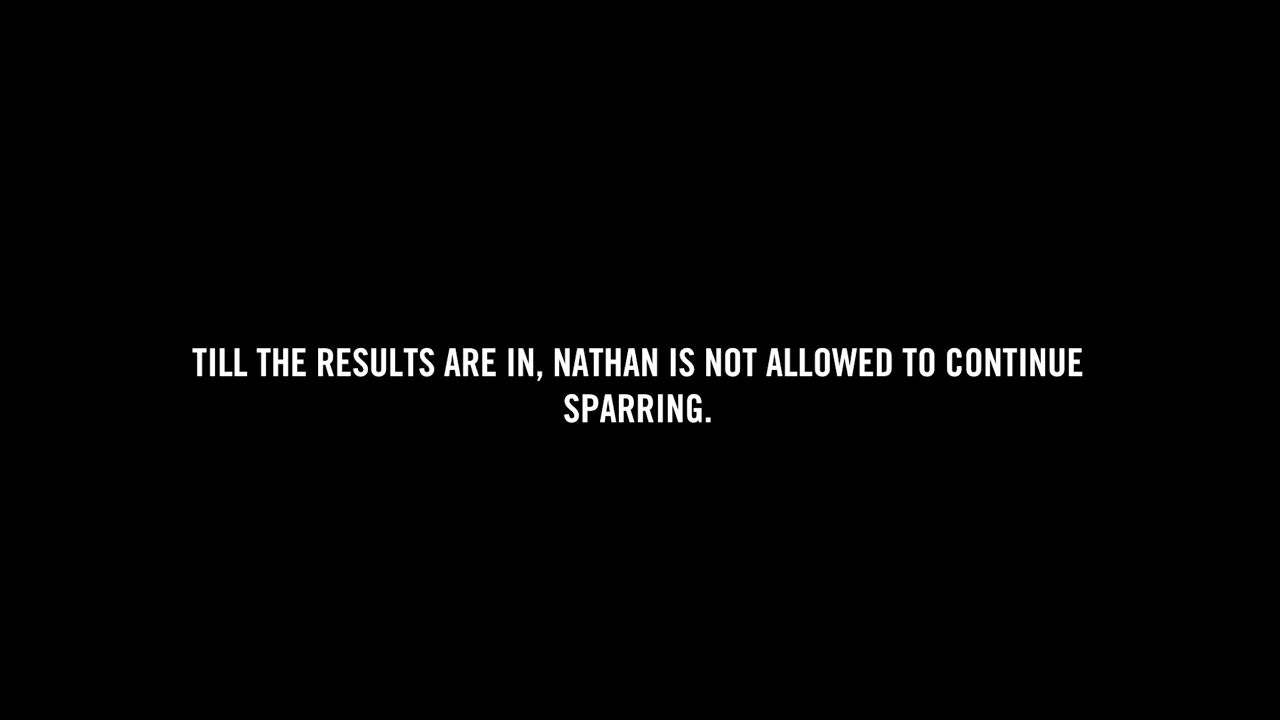 TILL THE RESULTS ARE IN, NATHAN IS NOT ALLOWED TO CONTINUE
SPARRING.